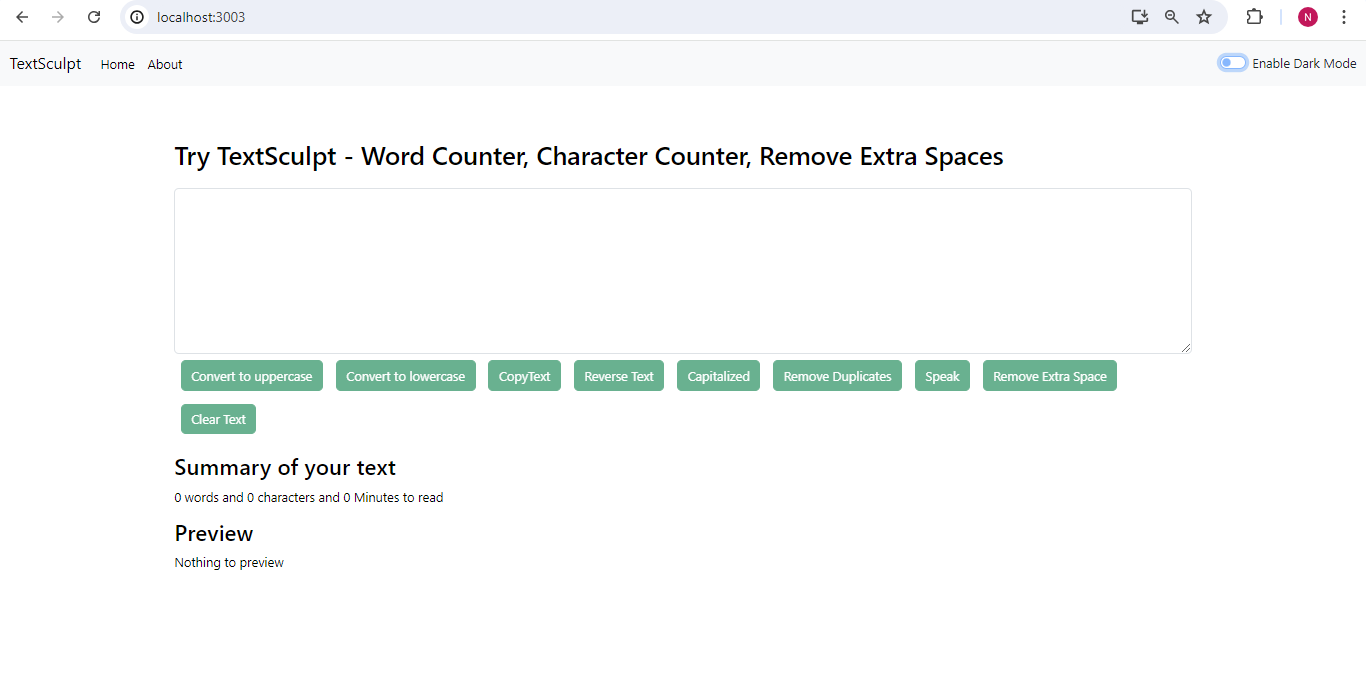 localhost:3003
N
TextSculpt Home About Enable Dark Mode
Try TextSculpt - Word Counter, Character Counter, Remove Extra Spaces
Convert to uppercase Convert to lowercase CopyText Reverse Text Capitalized Remove Duplicates Speak Remove Extra Space
Clear Text
Summary of your text
0 words and 0 characters and 0 Minutes to read
Preview
Nothing to preview